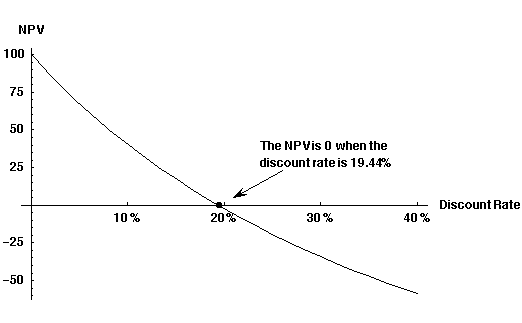 NPV
100
75
50
25
The NPV is 0 when the
discount rate is 19.44%
Discount Rate
10 %
20 %
30 %
40 %
−25
−50